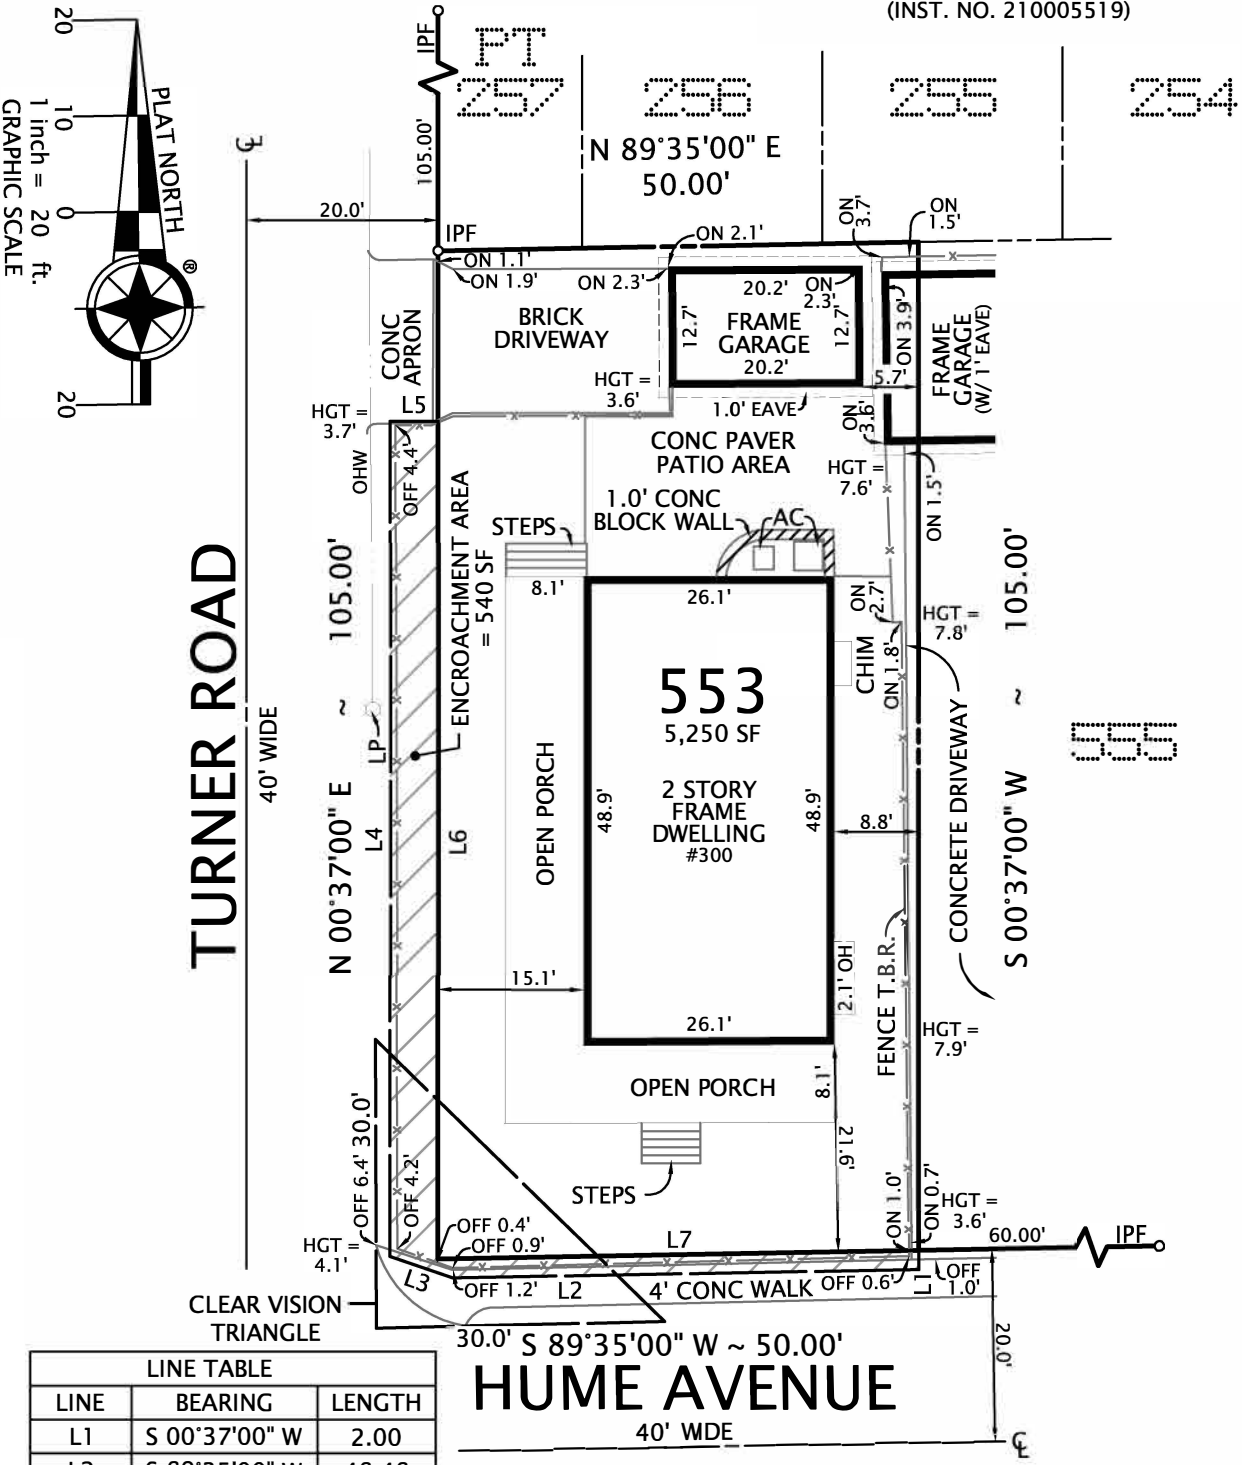 (INST. NO. 210005519)
IPF
PT
257
256
255
254
20
10
0
20
PLAT NORTH
®
1 inch = 20 ft.
GRAPHIC SCALE
105.00'
N 89°35'00" E
50.00'
20.0'
IPF
ON 1.1'
ON 1.9'
ON 2.1'
ON 2.3'
ON 3.7'
ON 1.5'
ON 3.9'
CONC APRON
BRICK
DRIVEWAY
20.2'
ON 2.3'
12.7'
FRAME
GARAGE
12.7'
20.2'
FRAME
GARAGE
(W/ 1' EAVE)
5.7'
HGT =
3.6'
1.0' EAVE
ON 3.6'
HGT =
3.7'
L5
OHW
OFF 4.4'
CONC PAVER
PATIO AREA
HGT =
7.6'
ON 1.5'
1.0' CONC
BLOCK WALL
AC
STEPS
8.1'
26.1'
ENCROACHMENT AREA
= 540 SF
ON 2.7'
HGT =
7.8'
TURNER ROAD
40' WIDE
N 00°37'00" E ~ 105.00'
LP
L4
L6
OPEN PORCH
48.9'
553
5,250 SF
2 STORY
FRAME
DWELLING
#300
48.9'
CHIM
ON 1.8'
8.8'
CONCRETE DRIVEWAY
S 00°37'00" W ~ 105.00'
555
FENCE T.B.R.
2.1' OH
15.1'
26.1'
HGT =
7.9'
OPEN PORCH
8.1'
21.6'
STEPS
OFF 6.4'
30.0'
OFF 4.2'
HGT =
4.1'
L3
OFF 0.4'
OFF 0.9'
OFF 1.2'
L7
L2
4' CONC WALK
OFF 0.6'
L1
ON 1.0'
ON 0.7'
HGT =
3.6'
OFF
1.0'
60.00'
IPF
CLEAR VISION
TRIANGLE
30.0'
S 89°35'00" W ~ 50.00'
HUME AVENUE
40' WIDE
20.0'
LINE TABLE
LINE BEARING LENGTH
L1 S 00°37'00" W 2.00